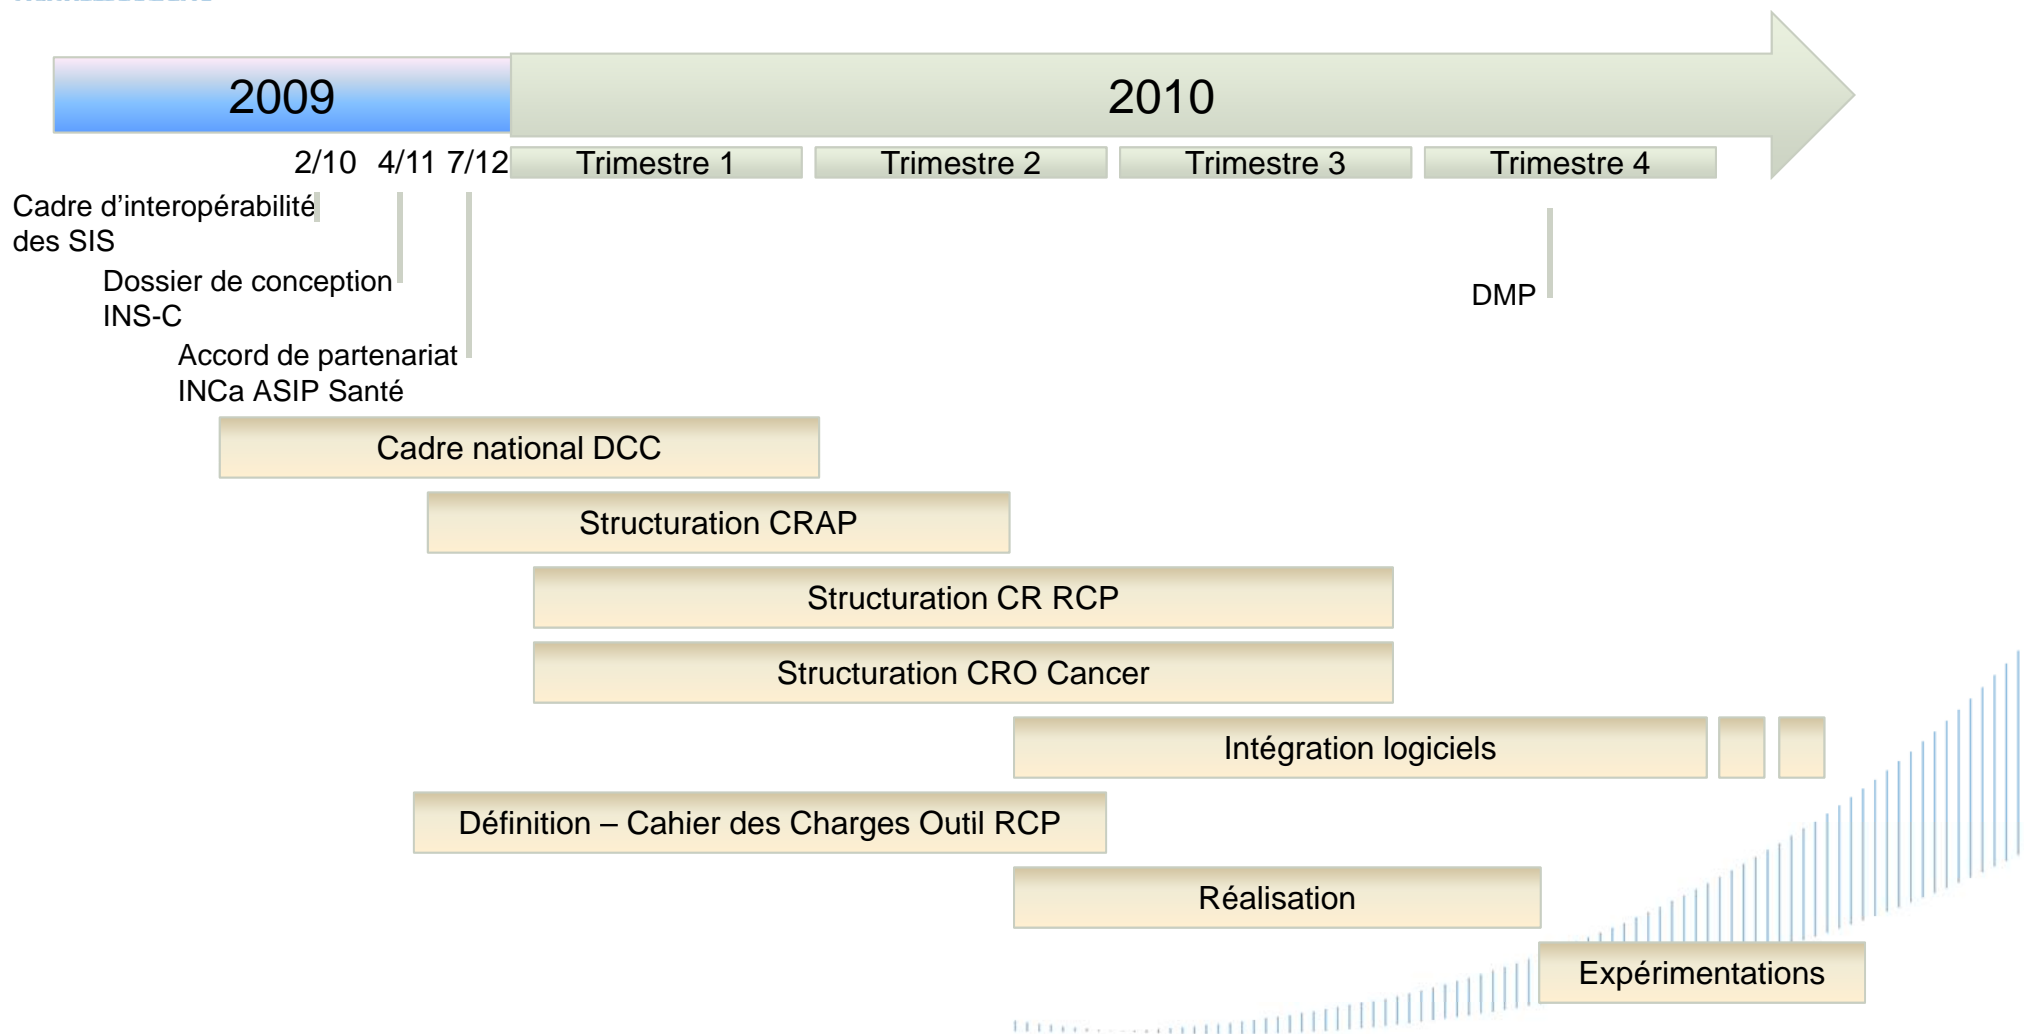 2009
2010
2/10 4/11 7/12 Trimestre 1 Trimestre 2 Trimestre 3 Trimestre 4
Cadre d’interopérabilité
des SIS
Dossier de conception
INS-C
DMP
Accord de partenariat
INCa ASIP Santé
Cadre national DCC
Structuration CRAP
Structuration CR RCP
Structuration CRO Cancer
Intégration logiciels
Définition – Cahier des Charges Outil RCP
Réalisation
Expérimentations